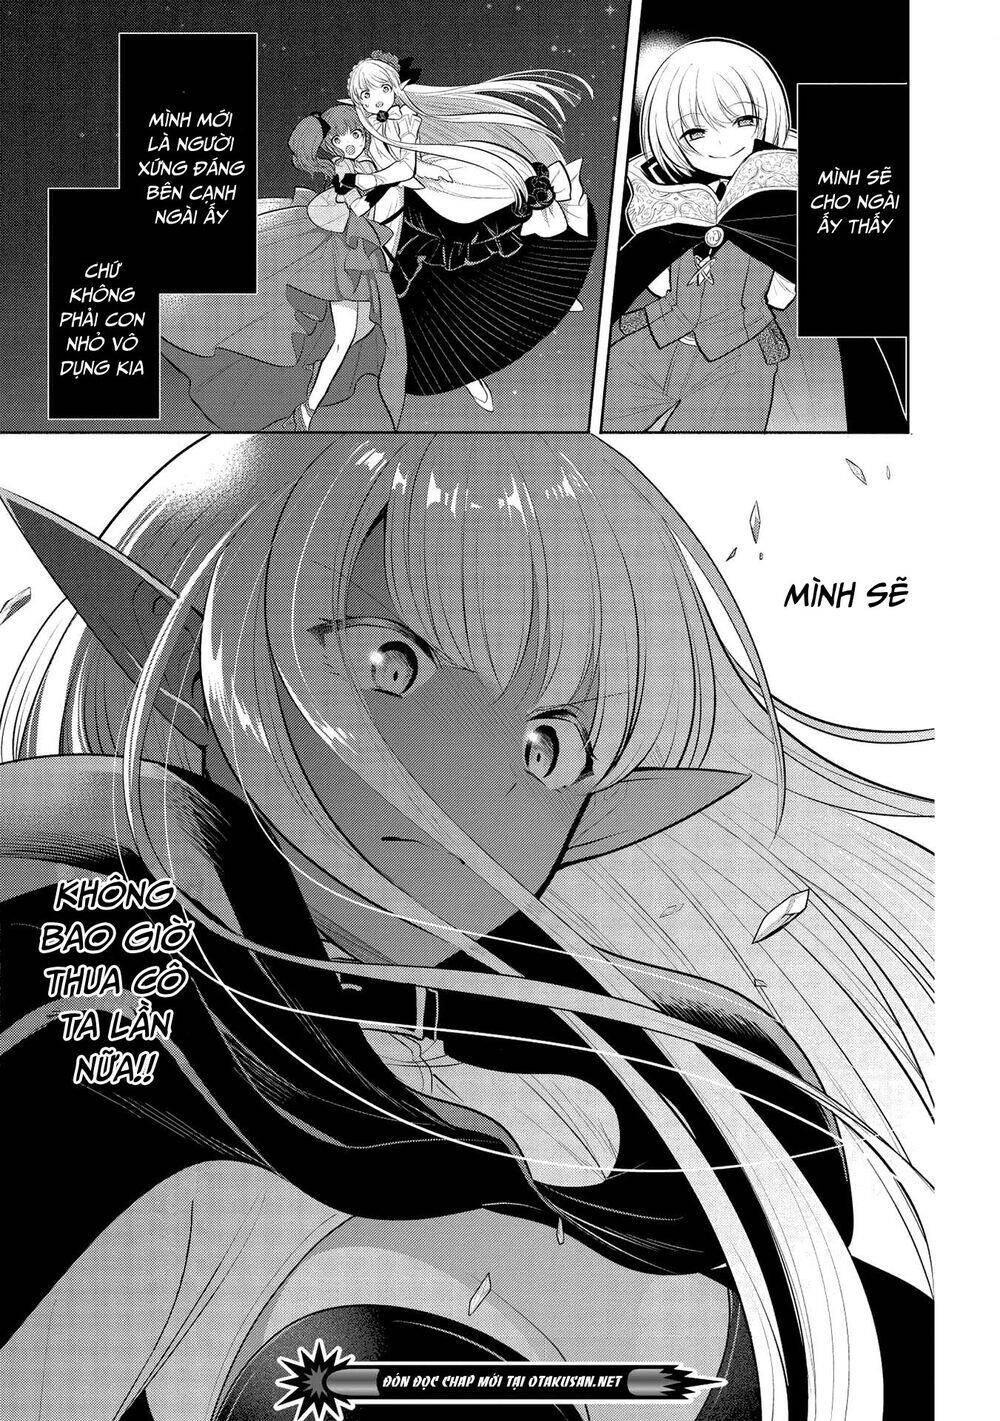 MÌNH SẼ
CHO NGÀI
ẤY THẤY
MÌNH MỚI
LÀ NGƯỜI
XỨNG ĐÁNG
BÊN CẠNH
NGÀI ẤY
CHỨ
KHÔNG
PHẢI CON
NHỎ VÔ
DỤNG KIA
MÌNH SẼ
KHÔNG
BAO GIỜ
THUA CÔ
TA LẦN
NỮA!!
ĐÓN ĐỌC CHAP MỚI TẠI OTAKUSAN.NET